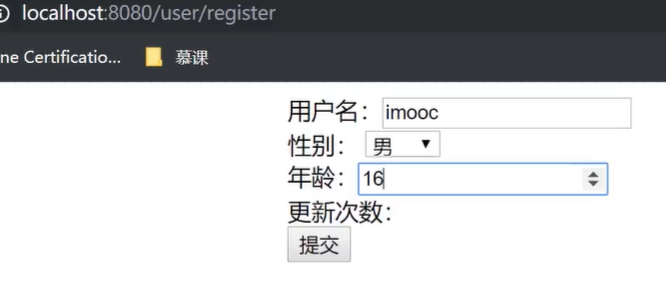 localhost:8080/user/register
ne Certificatio... 慕课
用户名：imooc
性别： 男
年龄：16
更新次数：
提交